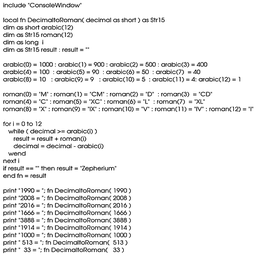 include "ConsoleWindow"
local fn DecimaltoRoman( decimal as short ) as Str15
dim as short arabic(12)
dim as Str15 roman(12)
dim as long i
dim as Str15 result : result = ""
arabic(0) = 1000 : arabic(1) = 900 : arabic(2) = 500 : arabic(3) = 400
arabic(4) = 100 : arabic(5) = 90 : arabic(6) = 50 : arabic(7) = 40
arabic(8) = 10 : arabic(9) = 9 : arabic(10) = 5 : arabic(11) = 4: arabic(12) = 1
roman(0) = "M" : roman(1) = "CM" : roman(2) = "D" : roman(3) = "CD"
roman(4) = "C" : roman(5) = "XC" : roman(6) = "L" : roman(7) = "XL"
roman(8) = "X" : roman(9) = "IX" : roman(10) = "V" : roman(11) = "IV" : roman(12) = "I"
for i = 0 to 12
while ( decimal >= arabic(i) )
result = result + roman(i)
decimal = decimal - arabic(i)
wend
next i
if result == "" then result = "Zepherium"
end fn = result
print "1990 = "; fn DecimaltoRoman( 1990 )
print "2008 = "; fn DecimaltoRoman( 2008 )
print "2016 = "; fn DecimaltoRoman( 2016 )
print "1666 = "; fn DecimaltoRoman( 1666 )
print "3888 = "; fn DecimaltoRoman( 3888 )
print "1914 = "; fn DecimaltoRoman( 1914 )
print "1000 = "; fn DecimaltoRoman( 1000 )
print " 513 = "; fn DecimaltoRoman( 513 )
print "  33 = "; fn DecimaltoRoman( 33 )